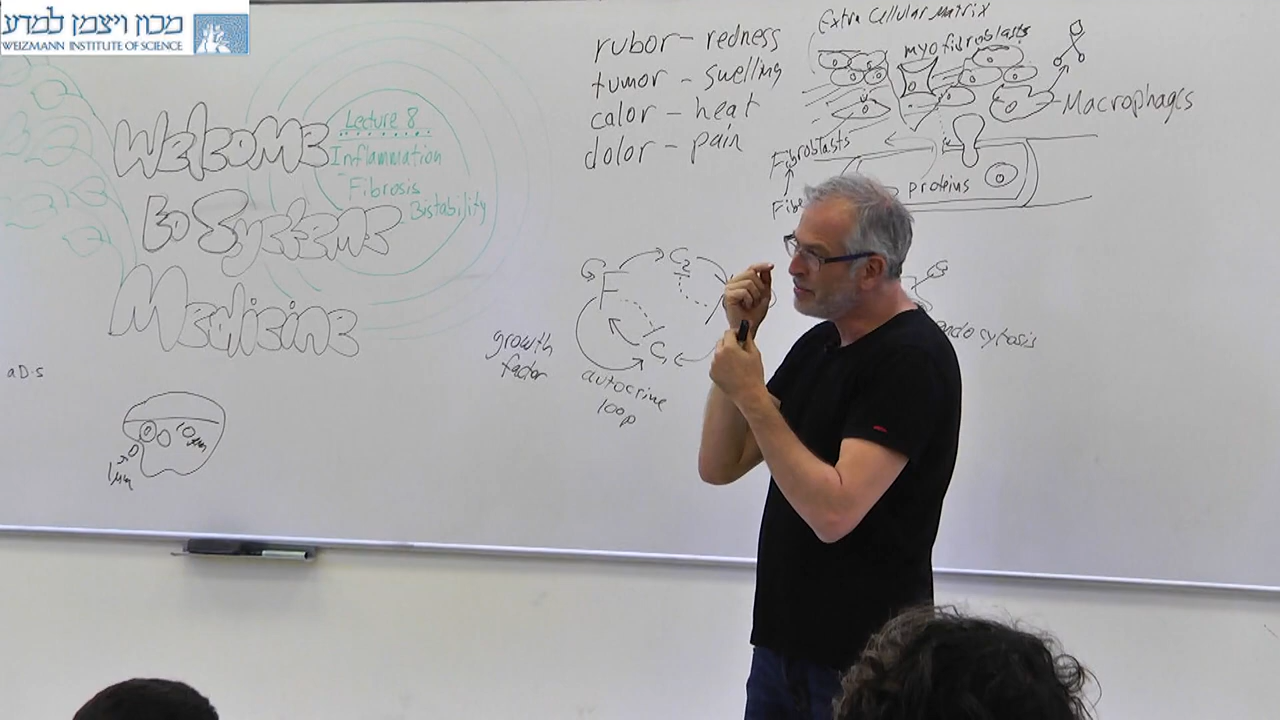 מכון ויצמן למדע
WEIZMANN INSTITUTE OF SCIENCE
Welcome
to Systems
Medicine
Lecture 8
Inflammation
Fibrosis
Bistability
rubor - redness
tumor - swelling
calor - heat
dolor - pain
Extra Cellular matrix
myofibroblasts
Macrophages
Fibroblasts
proteins
C2
F
C1
growth
factor
autocrine
loop
endocytosis
10μm
1μm